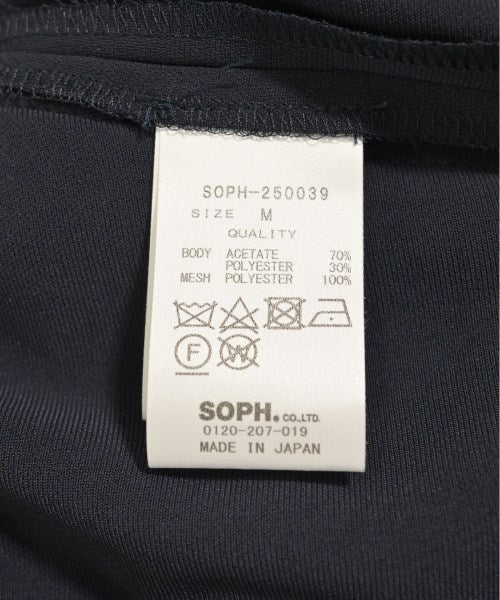 SOPH-250039
SIZE M
QUALITY
BODY ACETATE 70%
POLYESTER 30%
MESH POLYESTER 100%
F W
SOPH. CO.,LTD.
0120-207-019
MADE IN JAPAN